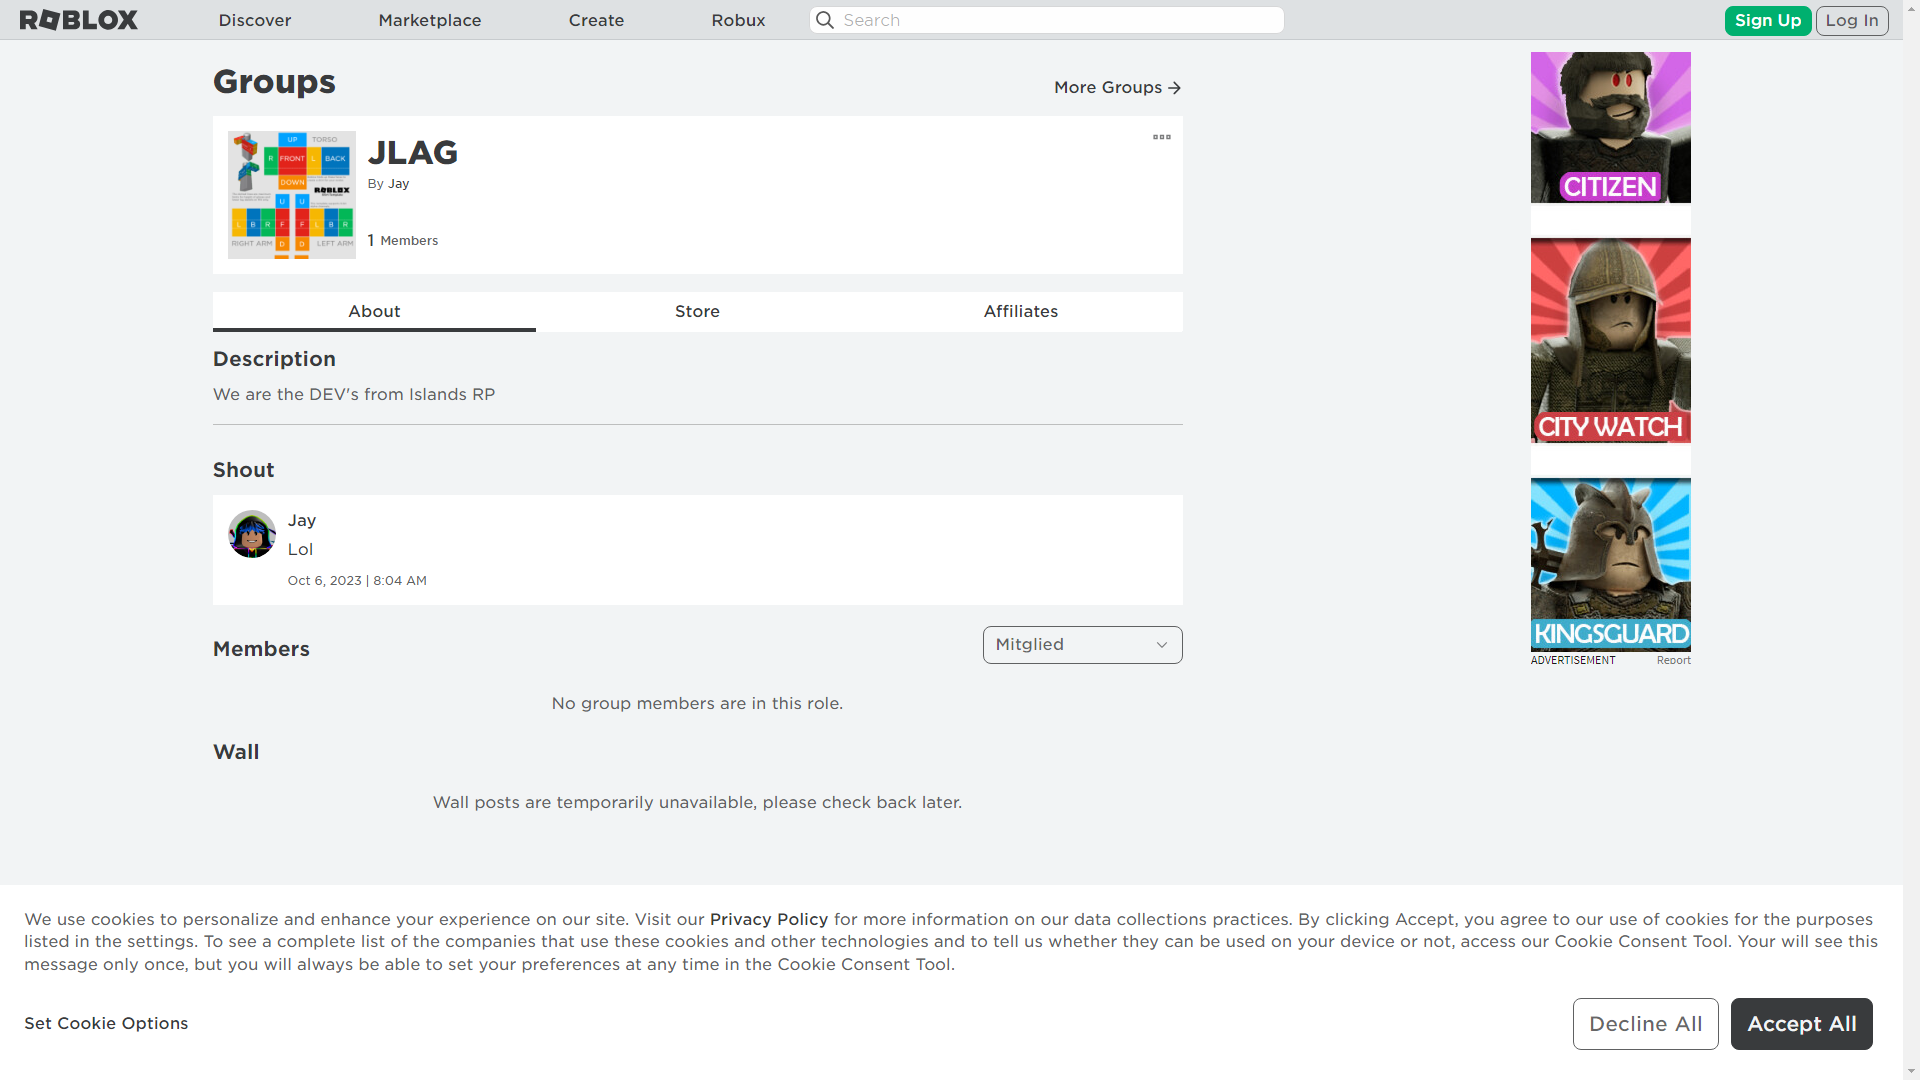 ROBLOX
Discover
Marketplace
Create
Robux
Search
Sign Up
Log In
Groups
More Groups
UP TORSO
R FRONT L BACK
DOWN
ROBLOX
U U
L B R F F L B R
RIGHT ARM D D LEFT ARM
JLAG
By Jay
1 Members
About
Store
Affiliates
Description
We are the DEV's from Islands RP
Shout
Jay
Lol
Oct 6, 2023 | 8:04 AM
Members
Mitglied
No group members are in this role.
Wall
Wall posts are temporarily unavailable, please check back later.
CITIZEN
CITY WATCH
KINGSGUARD
ADVERTISEMENT
Report
We use cookies to personalize and enhance your experience on our site. Visit our Privacy Policy for more information on our data collections practices. By clicking Accept, you agree to our use of cookies for the purposes
listed in the settings. To see a complete list of the companies that use these cookies and other technologies and to tell us whether they can be used on your device or not, access our Cookie Consent Tool. Your will see this
message only once, but you will always be able to set your preferences at any time in the Cookie Consent Tool.
Set Cookie Options
Decline All
Accept All